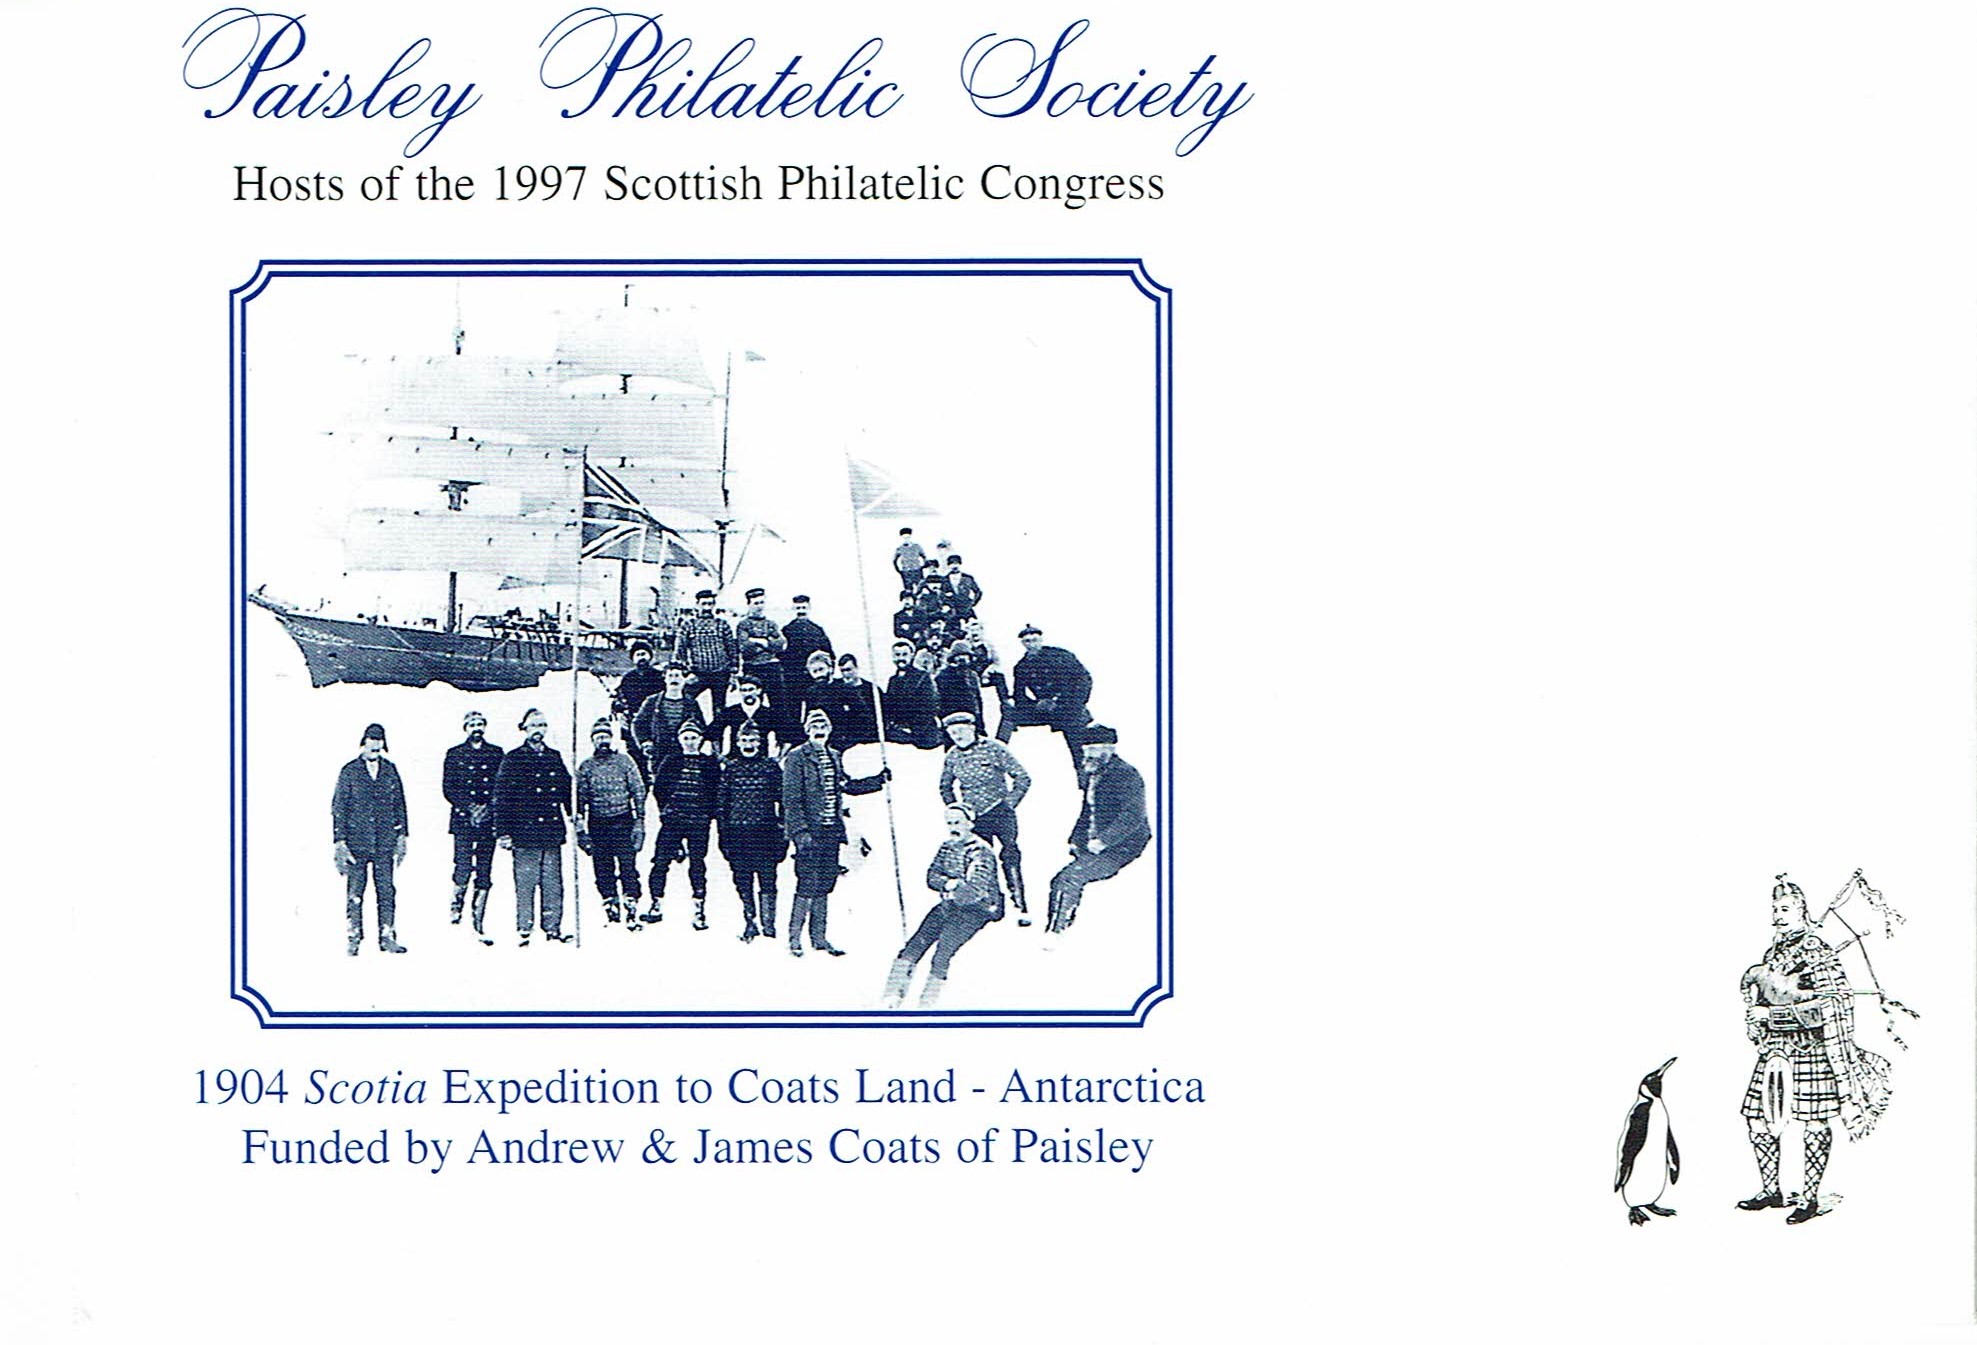 Paisley Philatelic Society
Hosts of the 1997 Scottish Philatelic Congress
1904 Scotia Expedition to Coats Land - Antarctica
Funded by Andrew & James Coats of Paisley